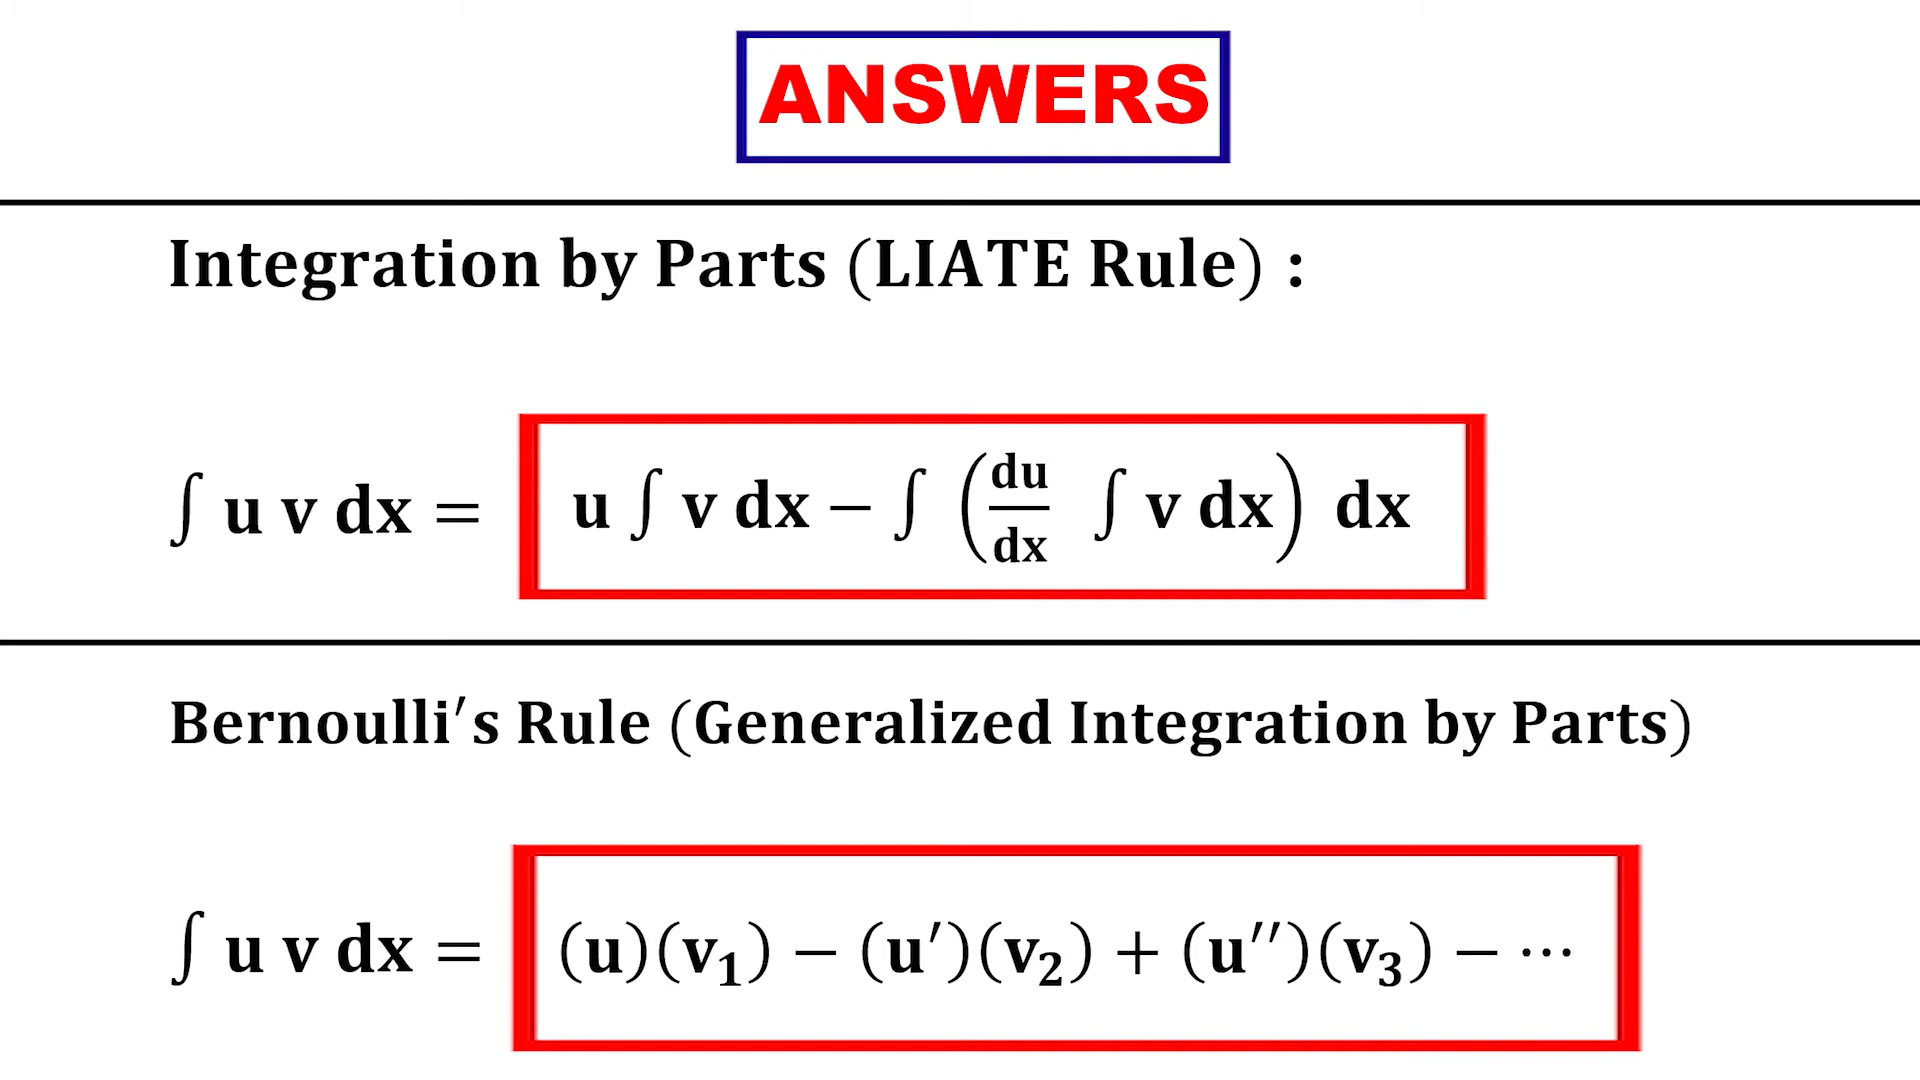 ANSWERS
Integration by Parts (LIATE Rule) :
∫ u v dx = u ∫ v dx − ∫ (du/dx ∫ v dx) dx
Bernoulli′s Rule (Generalized Integration by Parts)
∫ u v dx = (u)(v₁) − (u′)(v₂) + (u′′)(v₃) − ⋯